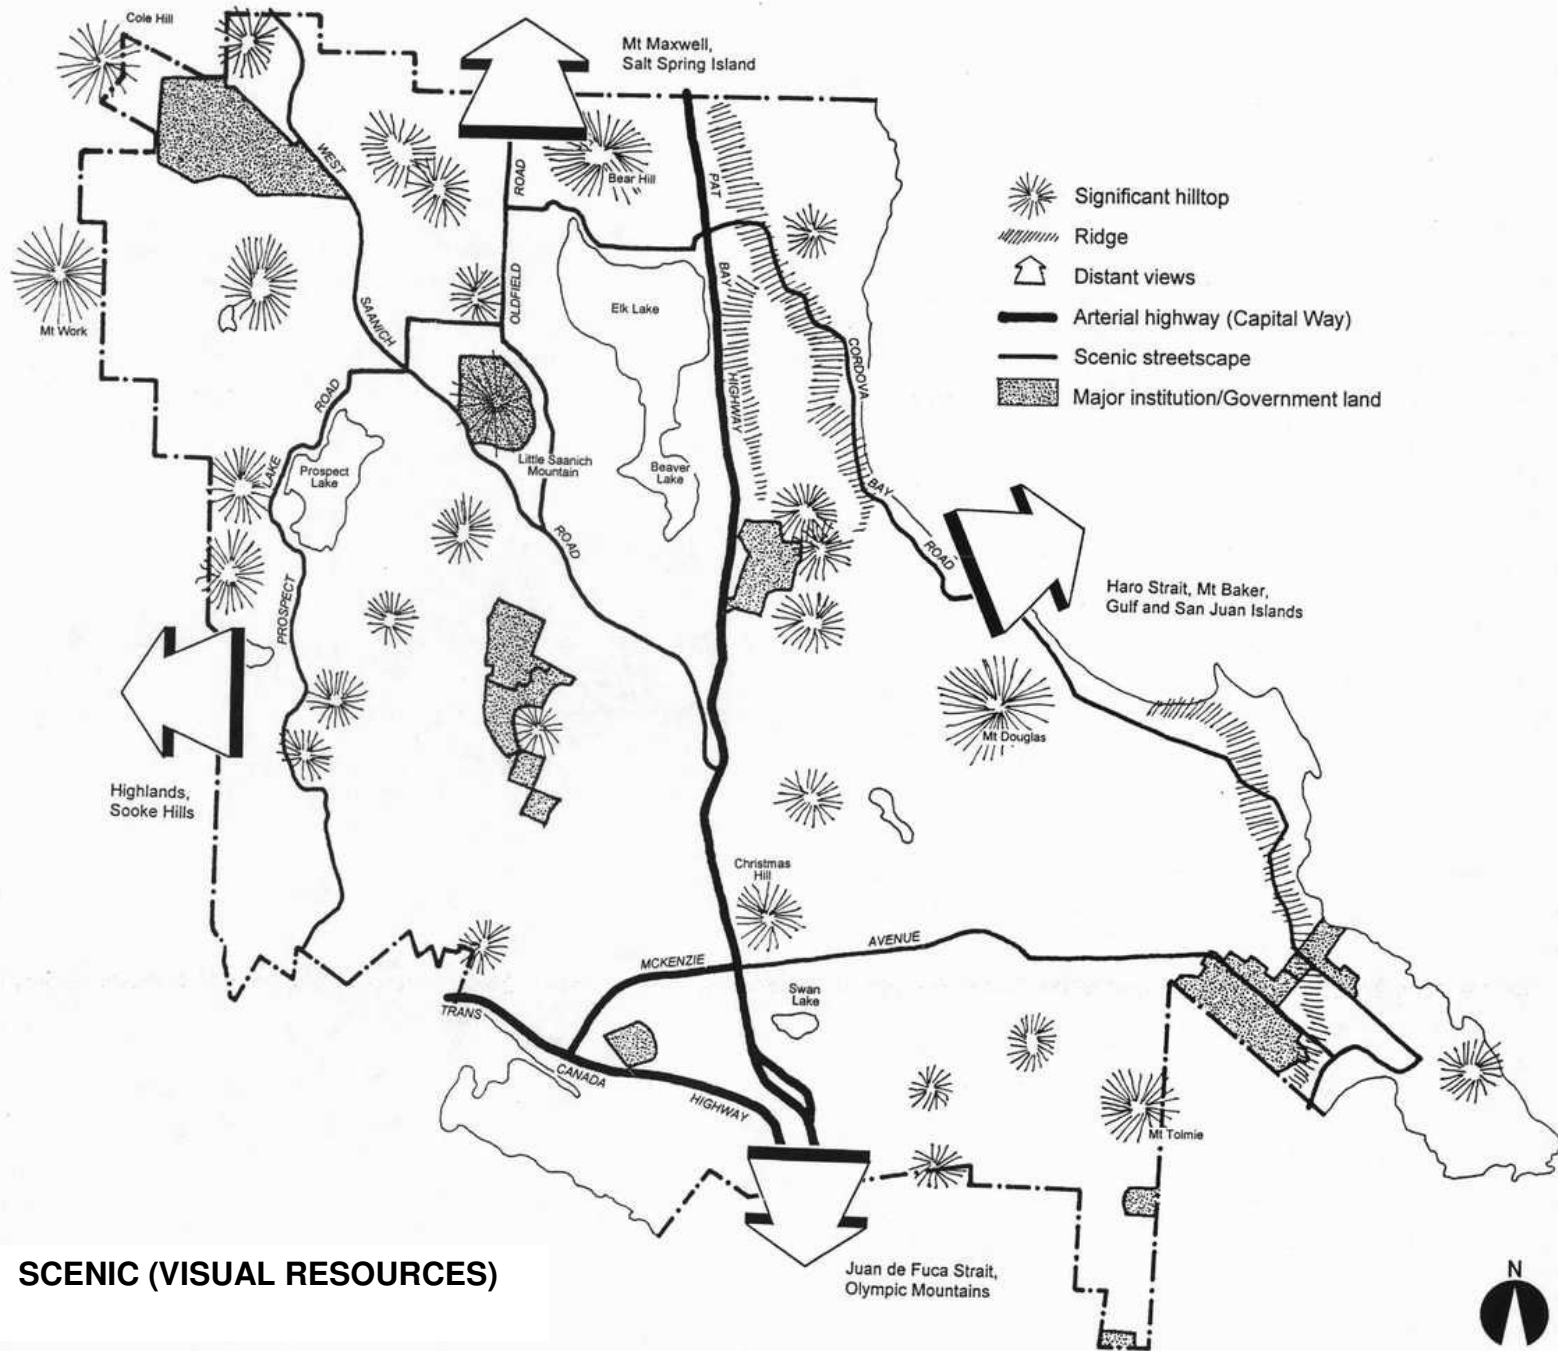 Cole Hill
Mt Maxwell,
Salt Spring Island
WEST
ROAD
Bear Hill
PAT
Significant hilltop
Ridge
Distant views
Arterial highway (Capital Way)
Scenic streetscape
Major institution/Government land
Mt Work
SAANICH
OLDFIELD
Elk Lake
BAY
HIGHWAY
CORDOVA
ROAD
LAKE
Prospect
Lake
Little Saanich
Mountain
Beaver
Lake
BAY
ROAD
ROAD
PROSPECT
Haro Strait, Mt Baker,
Gulf and San Juan Islands
Mt Douglas
Highlands,
Sooke Hills
Christmas
Hill
MCKENZIE
AVENUE
Swan
Lake
TRANS
CANADA
HIGHWAY
Mt Tolmie
Juan de Fuca Strait,
Olympic Mountains
SCENIC (VISUAL RESOURCES)
N